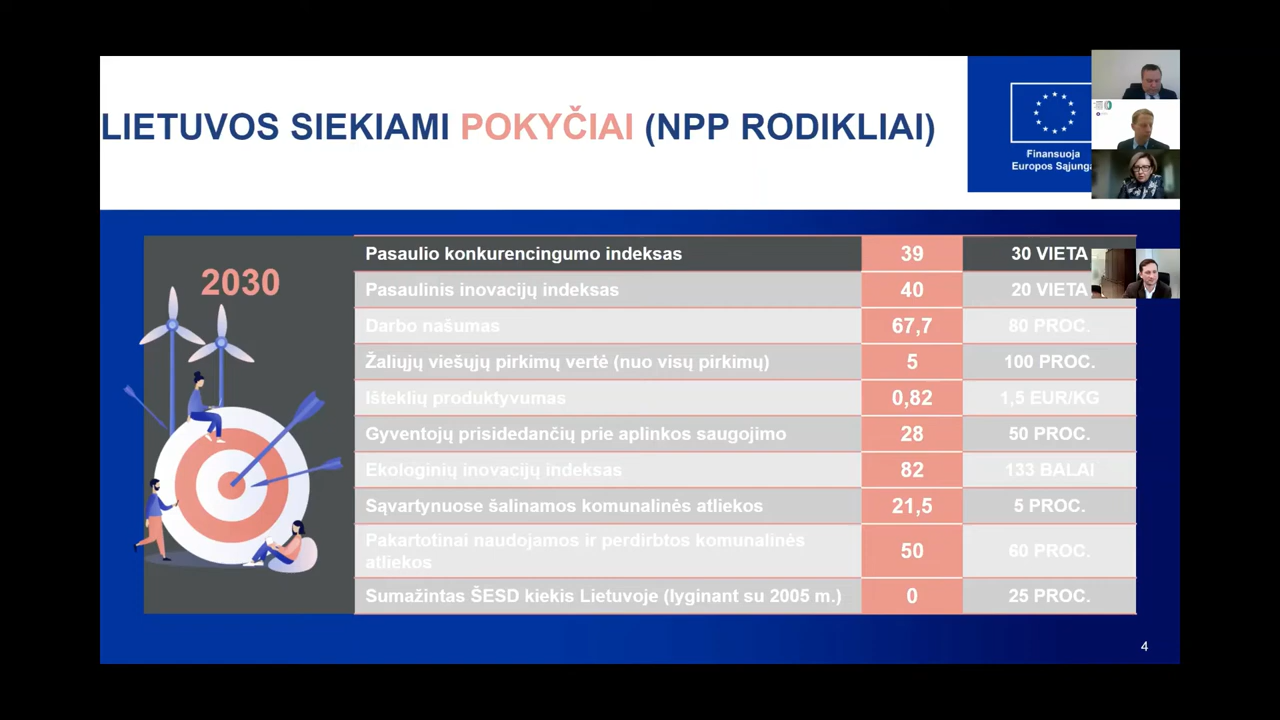 LIETUVOS SIEKIAMI POKYČIAI (NPP RODIKLIAI)
Finansuoja
Europos Sąjunga
2030
Pasaulio konkurencingumo indeksas 39 30 VIETA
Pasaulinis inovacijų indeksas 40 20 VIETA
Darbo našumas 67,7 80 PROC.
Žaliųjų viešųjų pirkimų vertė (nuo visų pirkimų) 5 100 PROC.
Išteklių produktyvumas 0,82 1,5 EUR/KG
Gyventojų prisidedančių prie aplinkos saugojimo 28 50 PROC.
Ekologinių inovacijų indeksas 82 133 BALAI
Sąvartynuose šalinamos komunalinės atliekos 21,5 5 PROC.
Pakartotinai naudojamos ir perdirbtos komunalinės
atliekos 50 60 PROC.
Sumažintas ŠESD kiekis Lietuvoje (lyginant su 2005 m.) 0 25 PROC.
4